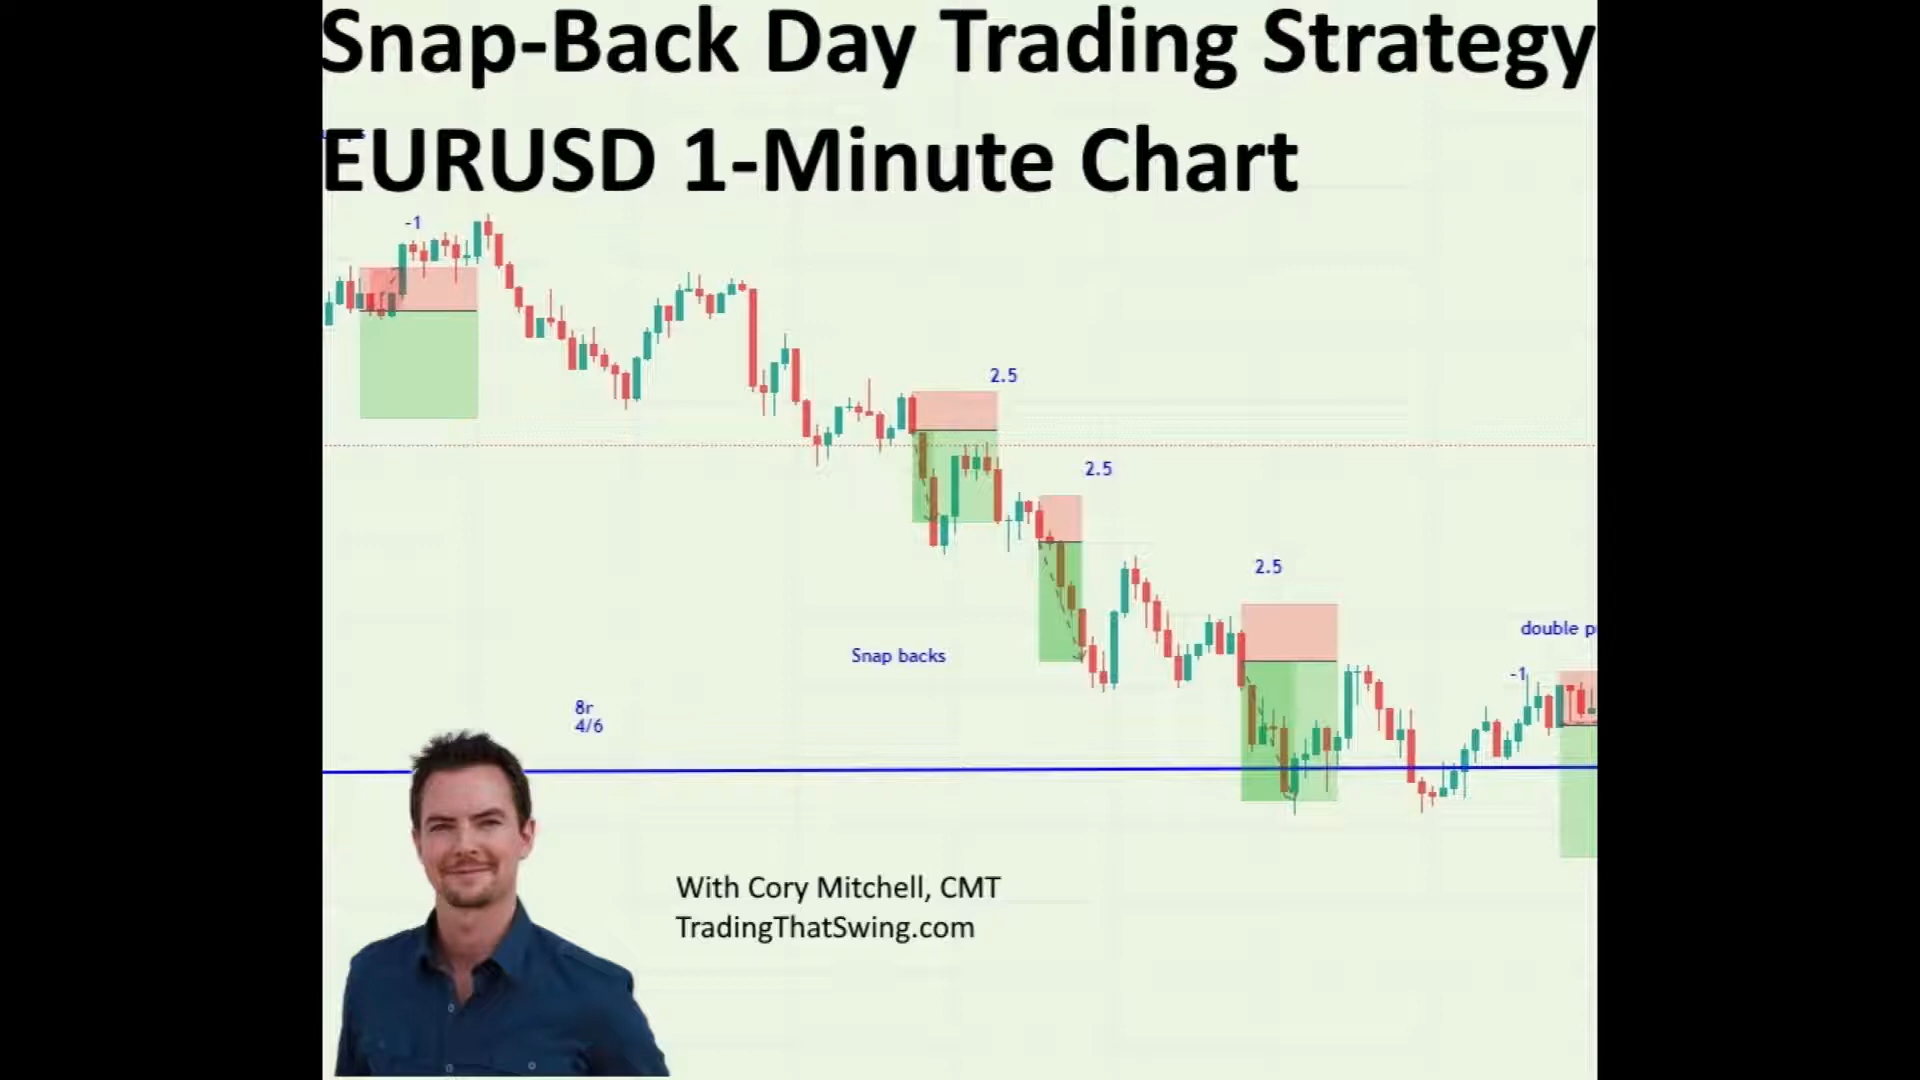 Snap-Back Day Trading Strategy
EURUSD 1-Minute Chart
-1
2.5
2.5
2.5
double p
-1
Snap backs
8r
4/6
With Cory Mitchell, CMT
TradingThatSwing.com